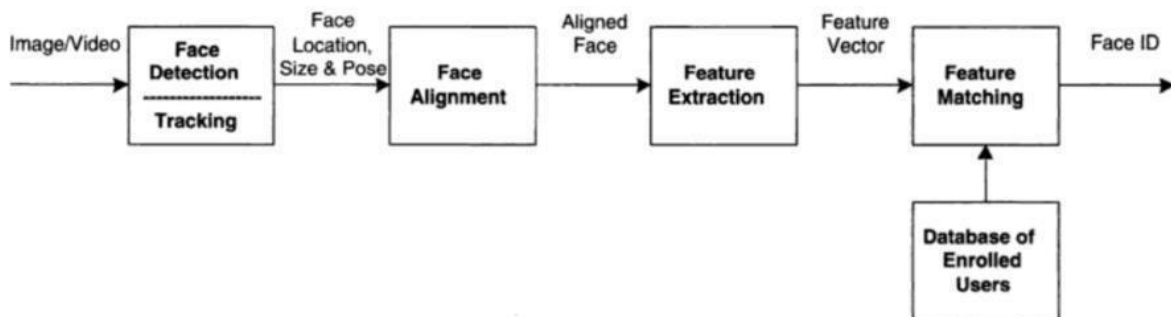 Image/Video
Face
Detection
Tracking
Face
Location,
Size & Pose
Face
Alignment
Aligned
Face
Feature
Extraction
Feature
Vector
Feature
Matching
Face ID
Database of
Enrolled
Users